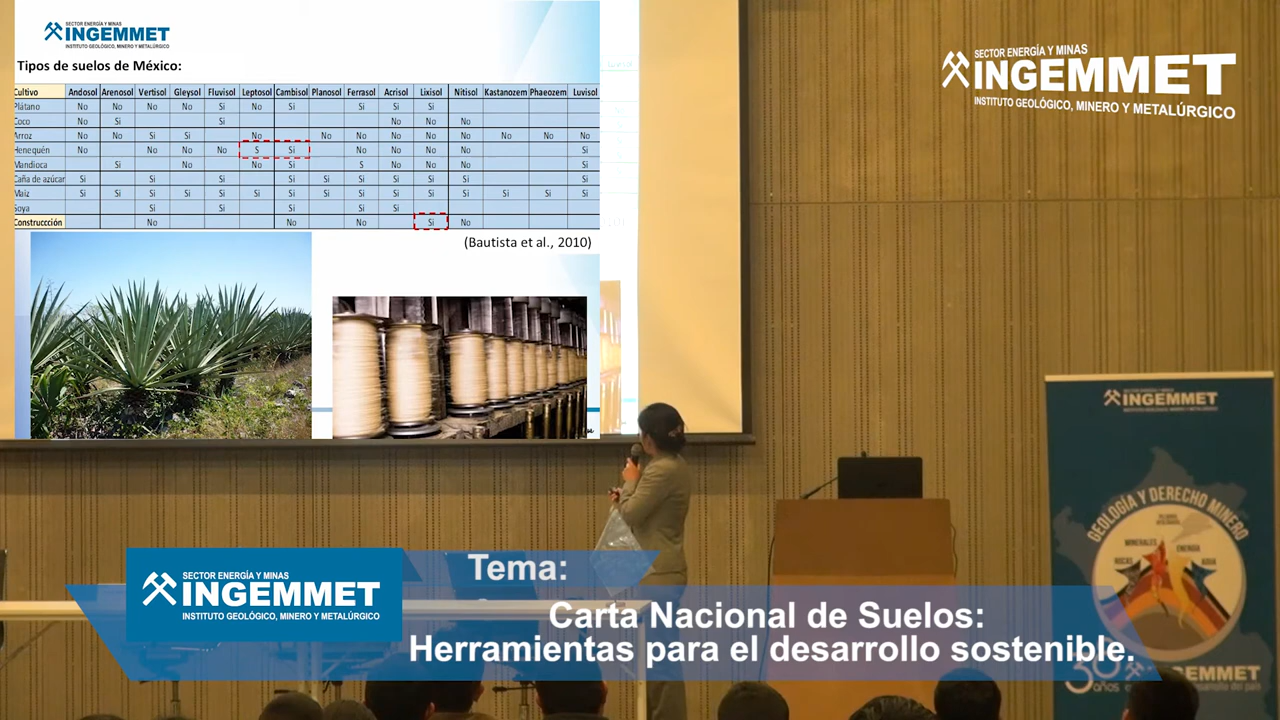 SECTOR ENERGÍA Y MINAS
INGEMMET
INSTITUTO GEOLÓGICO, MINERO Y METALÚRGICO
Tipos de suelos de México:
Cultivo Andosol Arenosol Vertisol Gleysol Fluvisol Leptosol Cambisol Planosol Ferrasol Acrisol Lixisol Nitisol Kastanozem Phaeozem Luvisol
Plátano No No No No Si No Si Si Si Si
Coco No Si Si No No No
Arroz No No Si Si No No No No No No No No No
Henequén No No No No S Si No No No No Si
Mandioca Si No No Si S No No No Si
Caña de azúcar Si Si Si Si Si Si Si Si Si Si
Maiz Si Si Si Si Si Si Si Si Si Si Si Si Si Si Si
Soya Si Si Si Si Si
Construccción No No No Si No
(Bautista et al., 2010)
SECTOR ENERGÍA Y MINAS
INGEMMET
INSTITUTO GEOLÓGICO, MINERO Y METALÚRGICO
INGEMMET
GEOLOGÍA Y DERECHO MINERO
MINERALES
ENERGÍA
ROCAS
AGUA
30 INGEMMET
años
Tema:
SECTOR ENERGÍA Y MINAS
INGEMMET
INSTITUTO GEOLÓGICO, MINERO Y METALÚRGICO
Carta Nacional de Suelos:
Herramientas para el desarrollo sostenible.